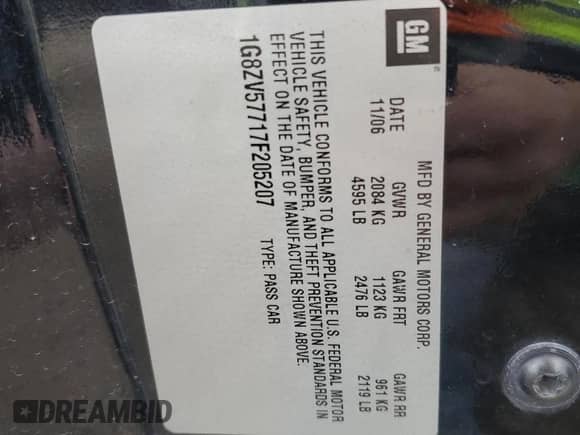 GM
MFD BY GENERAL MOTORS CORP.
DATE GVWR GAWR FRT GAWR RR
11/06 2084 KG 1123 KG 961 KG
4595 LB 2476 LB 2119 LB
THIS VEHICLE CONFORMS TO ALL APPLICABLE U.S. FEDERAL MOTOR
VEHICLE SAFETY, BUMPER, AND THEFT PREVENTION STANDARDS IN
EFFECT ON THE DATE OF MANUFACTURE SHOWN ABOVE.
1G8ZV57717F205207 TYPE: PASS CAR
DREAMBID